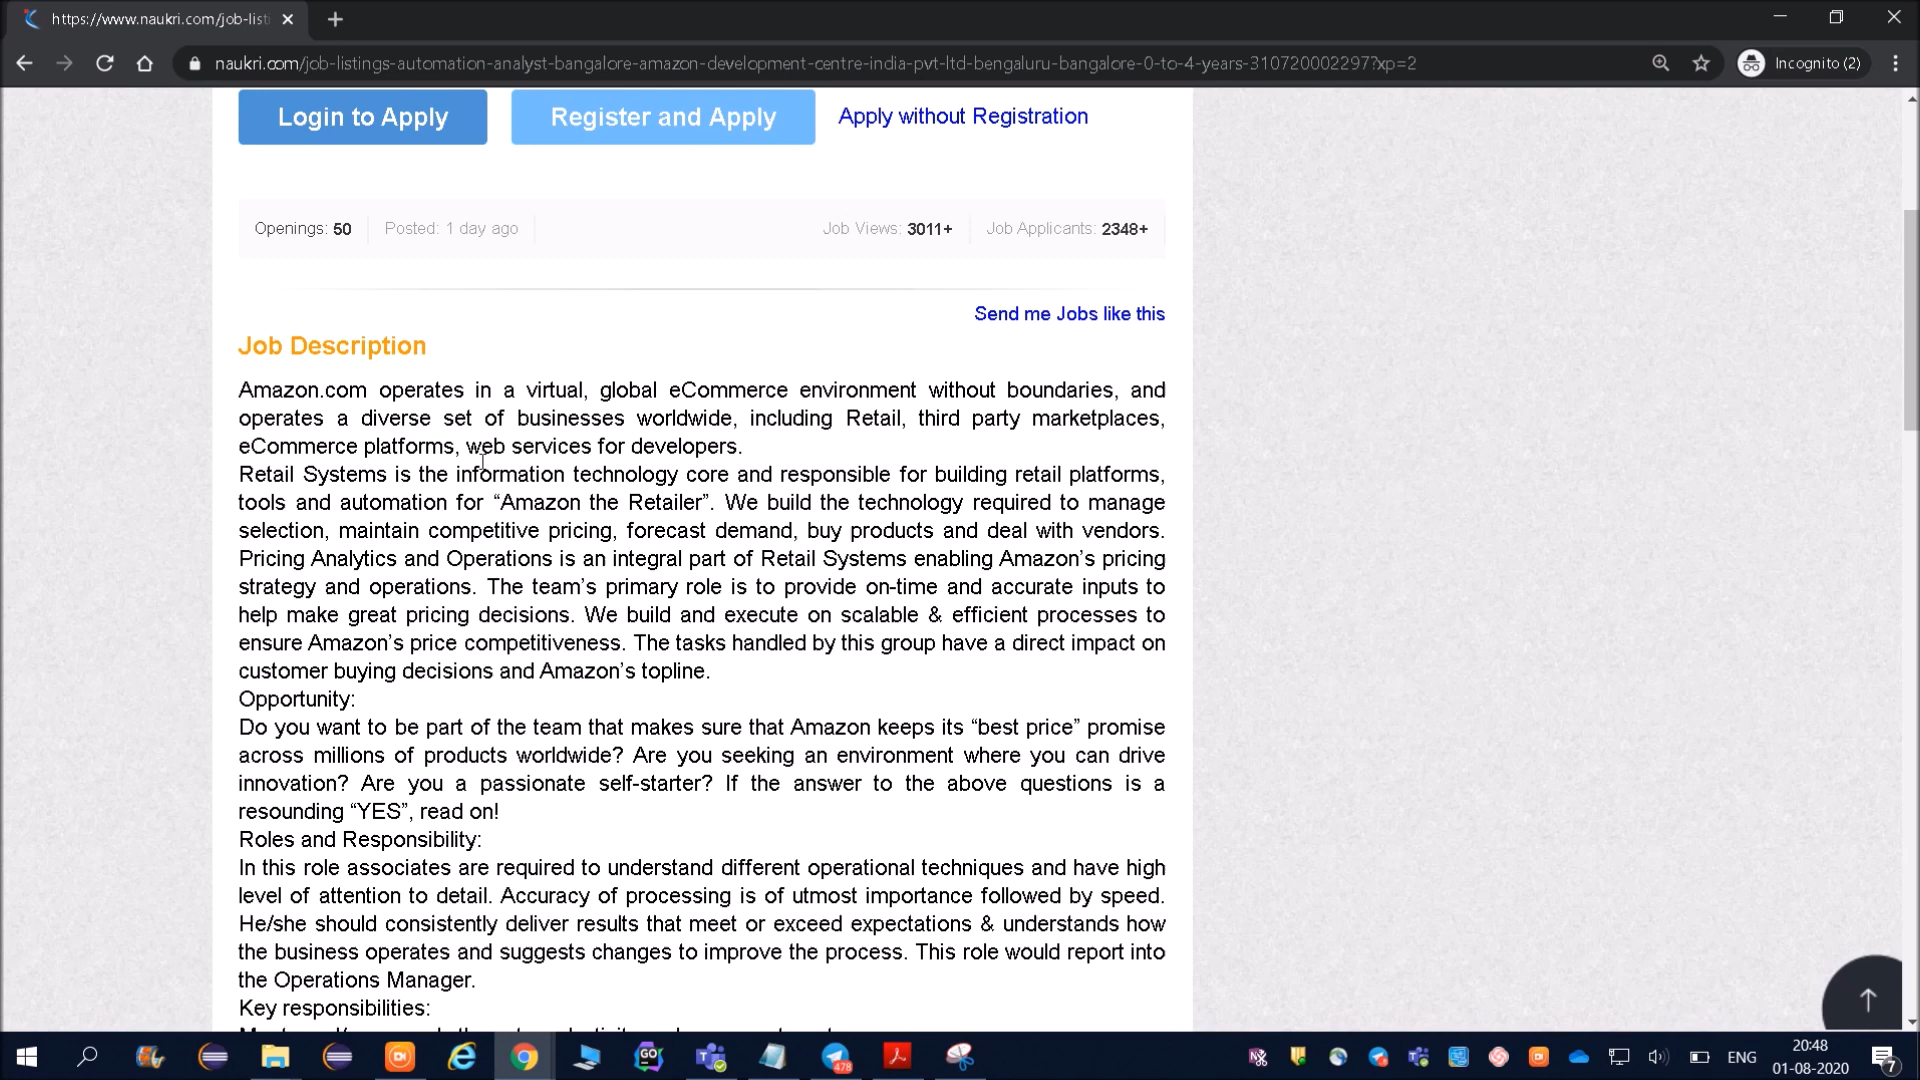 https://www.naukri.com/job-listi
naukri.com/job-listings-automation-analyst-bangalore-amazon-development-centre-india-pvt-ltd-bengaluru-bangalore-0-to-4-years-310720002297?xp=2
Incognito (2)
Login to Apply
Register and Apply
Apply without Registration
Openings: 50
Posted: 1 day ago
Job Views: 3011+
Job Applicants: 2348+
Send me Jobs like this
Job Description
Amazon.com operates in a virtual, global eCommerce environment without boundaries, and
operates a diverse set of businesses worldwide, including Retail, third party marketplaces,
eCommerce platforms, web services for developers.
Retail Systems is the information technology core and responsible for building retail platforms,
tools and automation for “Amazon the Retailer”. We build the technology required to manage
selection, maintain competitive pricing, forecast demand, buy products and deal with vendors.
Pricing Analytics and Operations is an integral part of Retail Systems enabling Amazon’s pricing
strategy and operations. The team’s primary role is to provide on-time and accurate inputs to
help make great pricing decisions. We build and execute on scalable & efficient processes to
ensure Amazon’s price competitiveness. The tasks handled by this group have a direct impact on
customer buying decisions and Amazon’s topline.
Opportunity:
Do you want to be part of the team that makes sure that Amazon keeps its “best price” promise
across millions of products worldwide? Are you seeking an environment where you can drive
innovation? Are you a passionate self-starter? If the answer to the above questions is a
resounding “YES”, read on!
Roles and Responsibility:
In this role associates are required to understand different operational techniques and have high
level of attention to detail. Accuracy of processing is of utmost importance followed by speed.
He/she should consistently deliver results that meet or exceed expectations & understands how
the business operates and suggests changes to improve the process. This role would report into
the Operations Manager.
Key responsibilities:
GO
478
ENG
20:48
01-08-2020
7